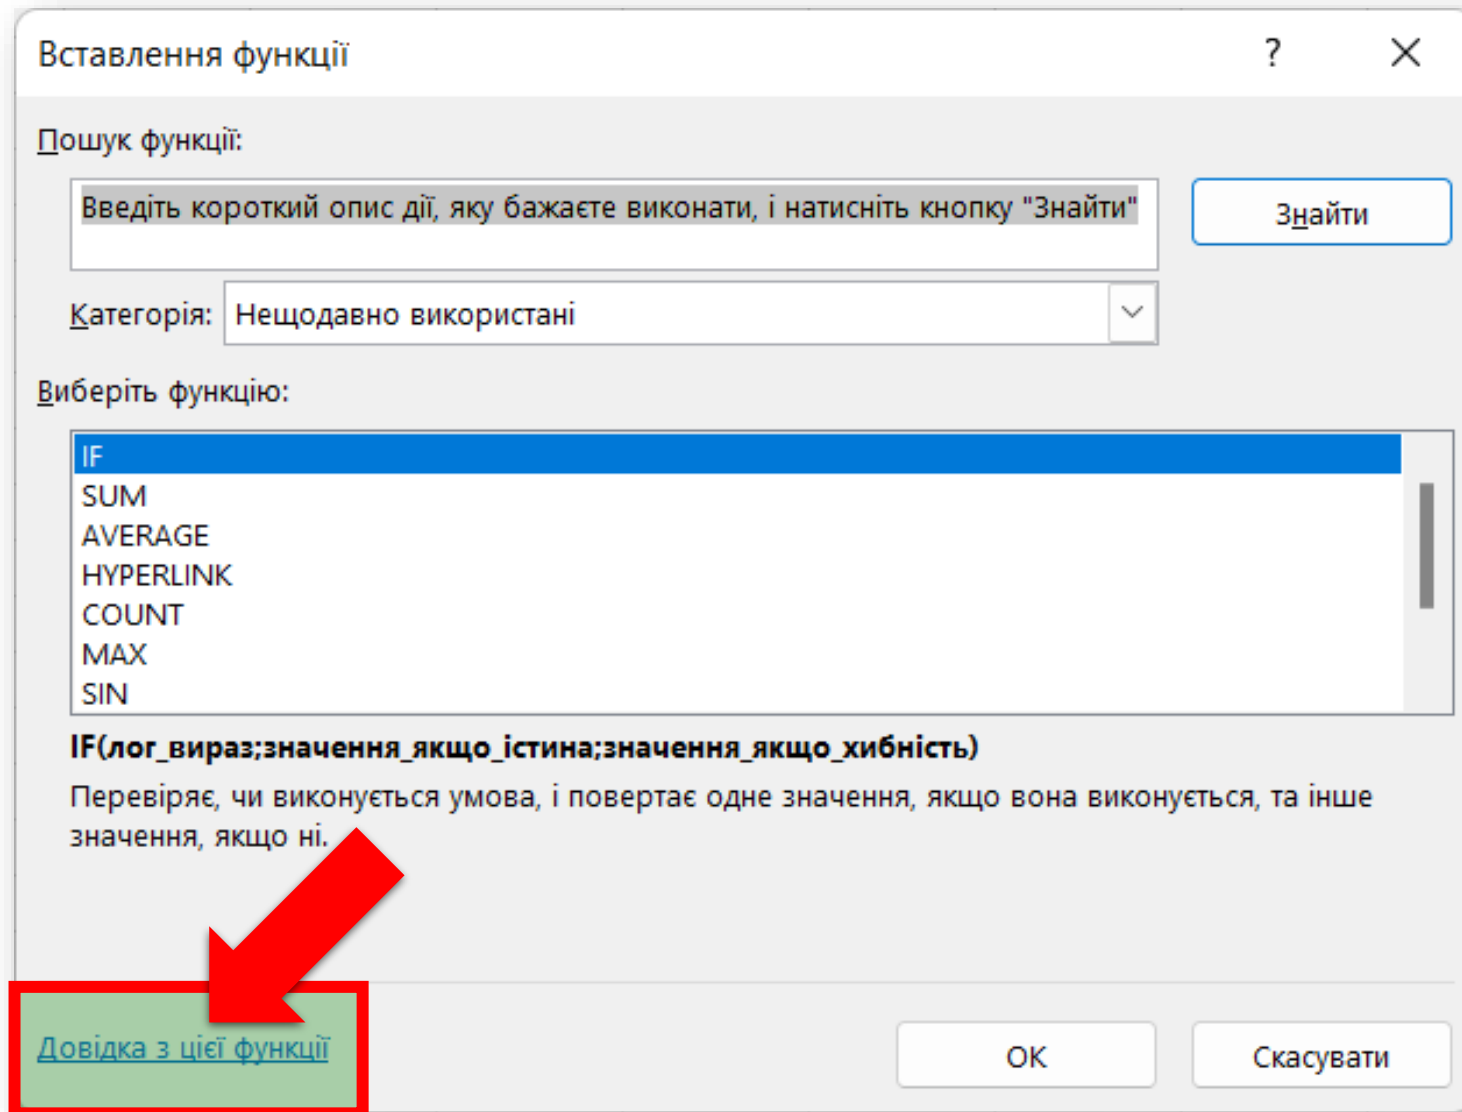 Вставлення функції
?
Пошук функції:
Введіть короткий опис дії, яку бажаєте виконати, і натисніть кнопку "Знайти"
Знайти
Категорія: Нещодавно використані
Виберіть функцію:
IF
SUM
AVERAGE
HYPERLINK
COUNT
MAX
SIN
IF(лог_вираз;значення_якщо_істина;значення_якщо_хибність)
Перевіряє, чи виконується умова, і повертає одне значення, якщо вона виконується, та інше
значення, якщо ні.
Довідка з цієї функції
ОК
Скасувати